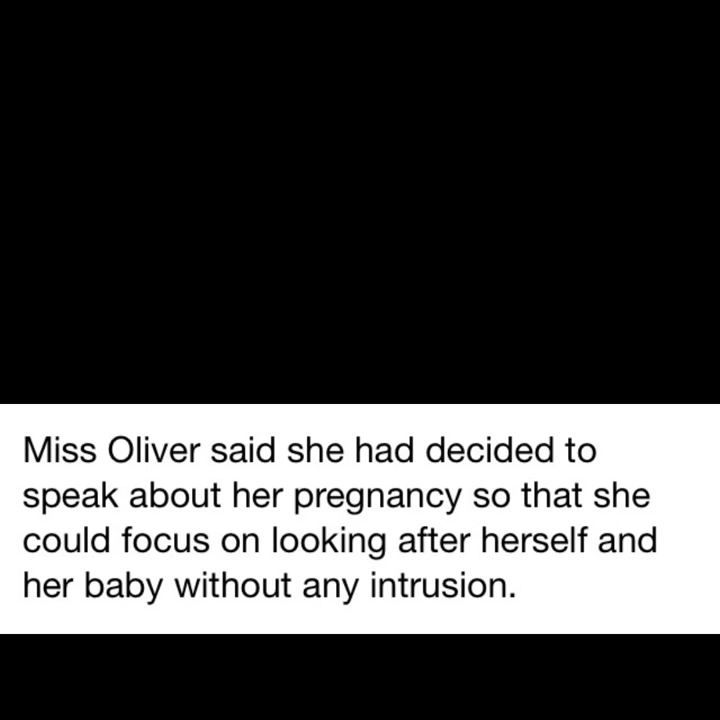 Miss Oliver said she had decided to
speak about her pregnancy so that she
could focus on looking after herself and
her baby without any intrusion.